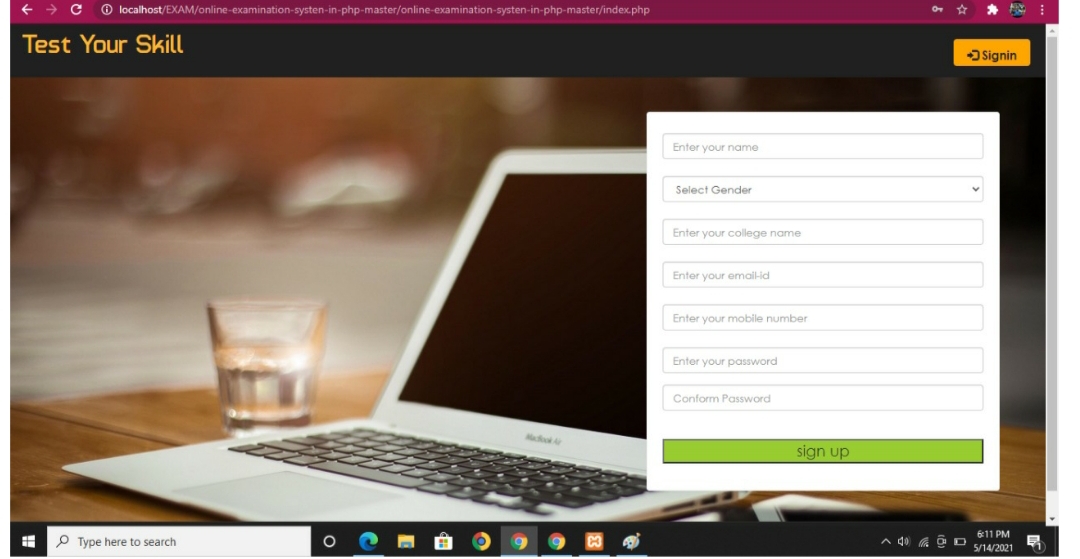 localhost/EXAM/online-examination-systen-in-php-master/online-examination-systen-in-php-master/index.php
Test Your Skill
Signin
Enter your name
Select Gender
Enter your college name
Enter your email-id
Enter your mobile number
Enter your password
Conform Password
sign up
MacBook Air
Type here to search
6:11 PM
5/14/2021
1